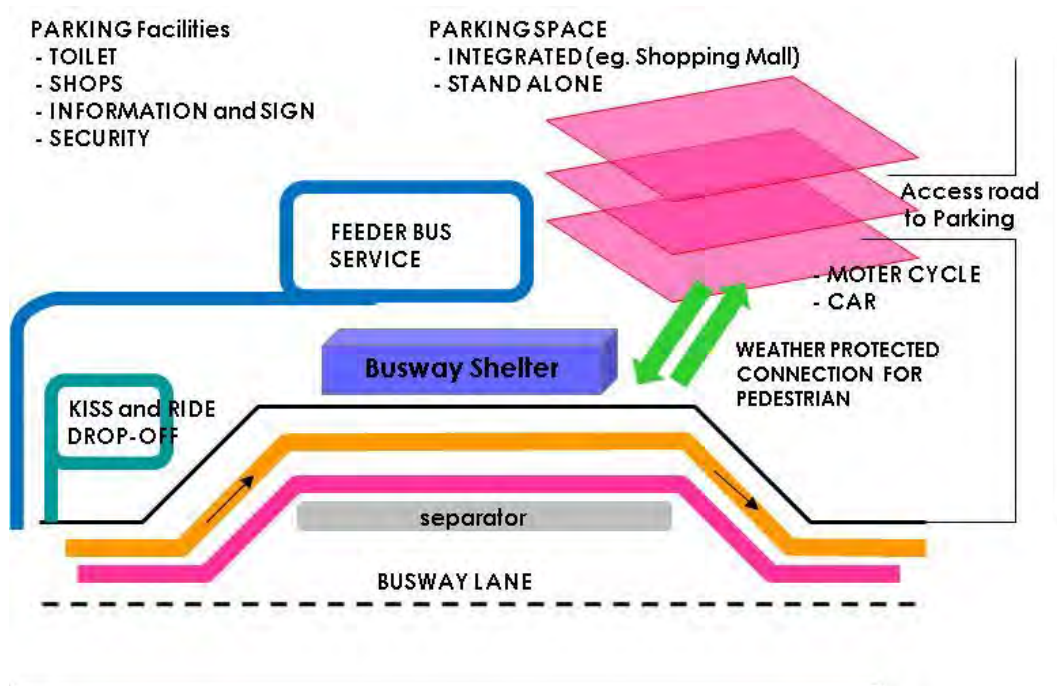 PARKING Facilities
- TOILET
- SHOPS
- INFORMATION and SIGN
- SECURITY
PARKING SPACE
- INTEGRATED (eg. Shopping Mall)
- STAND ALONE
Access road
to Parking
- MOTER CYCLE
- CAR
FEEDER BUS
SERVICE
Busway Shelter
WEATHER PROTECTED
CONNECTION FOR
PEDESTRIAN
KISS and RIDE
DROP-OFF
separator
BUSWAY LANE